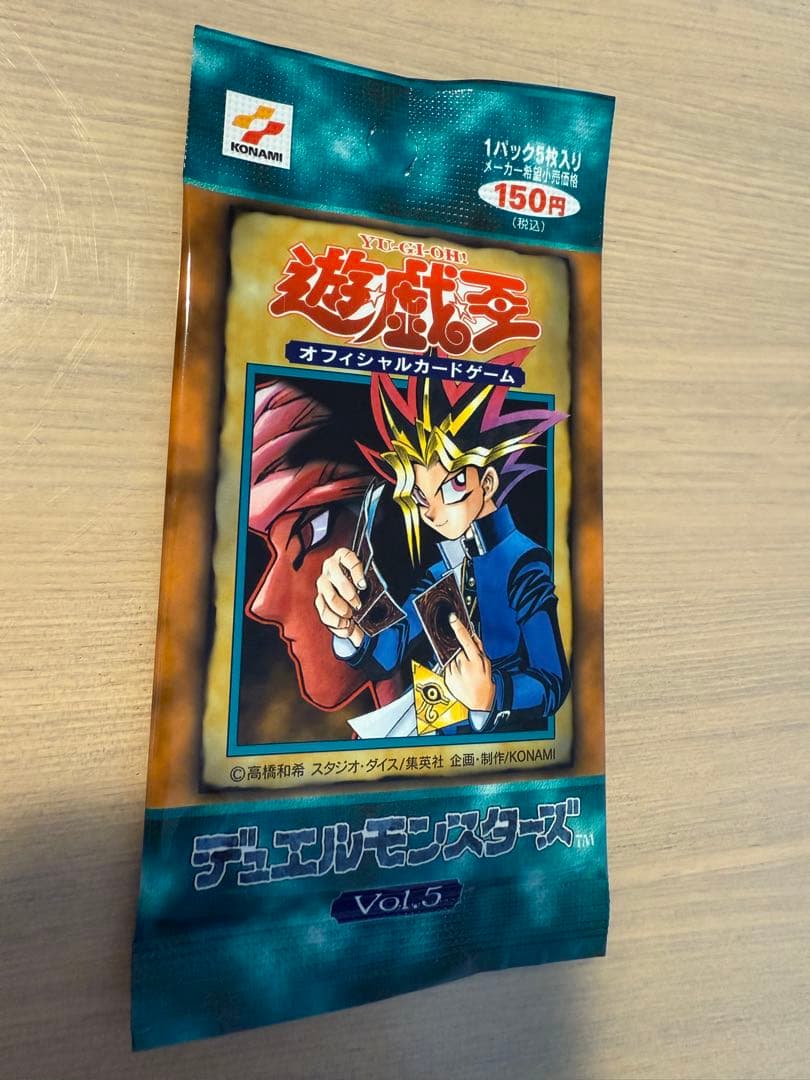 KONAMI
1パック5枚入り
メーカー希望小売価格
150円
(税込)
YU-GI-OH!
遊☆戯☆王
オフィシャルカードゲーム
©高橋和希 スタジオ・ダイス/集英社 企画・制作/KONAMI
デュエルモンスターズ™
Vol.5